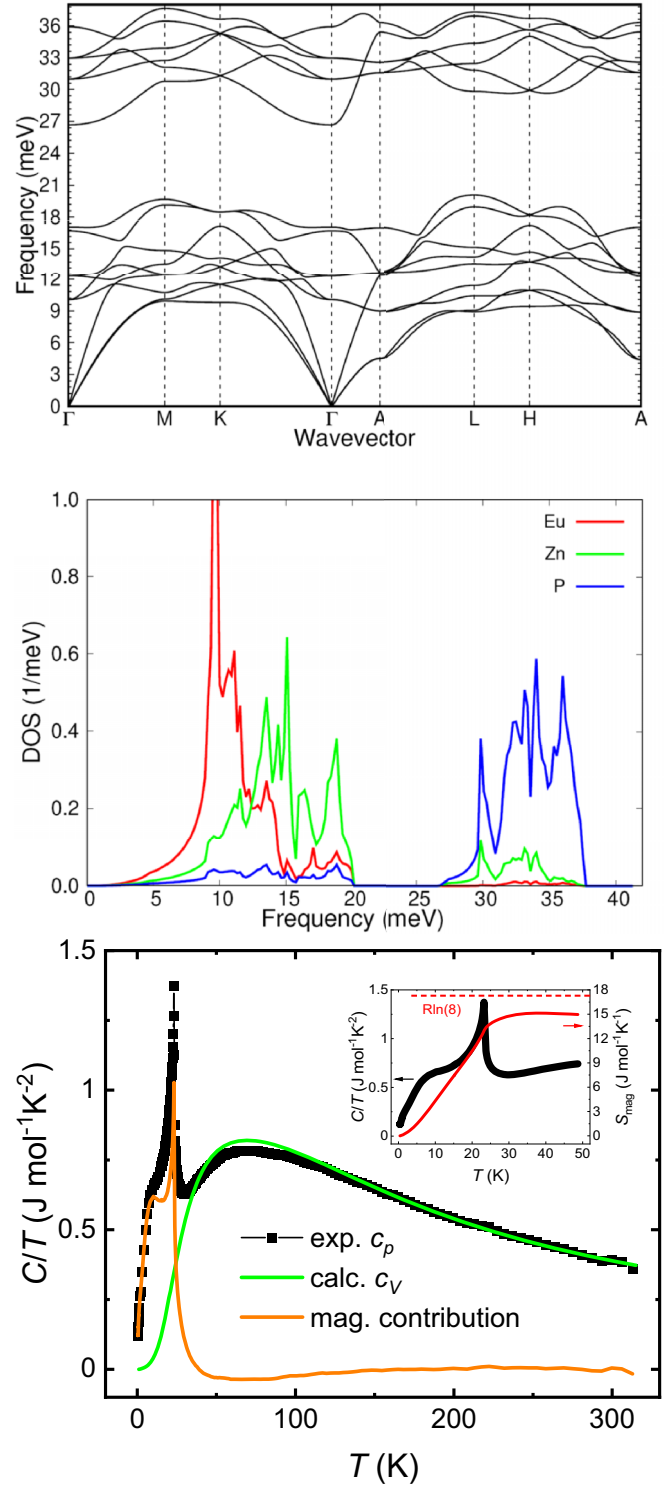 36
33
30
27
24
21
18
15
12
9
6
3
0
Frequency (meV)
Γ M K Γ A L H A
Wavevector
1.0
0.8
0.6
0.4
0.2
0.0
DOS (1/meV)
Eu
Zn
P
0 5 10 15 20 25 30 35 40
Frequency (meV)
1.5
1
0.5
0
C/T (J mol⁻¹K⁻²)
exp. cₚ
calc. c_V
mag. contribution
0 100 200 300
T (K)
1.5
1
0.5
0
C/T (J mol⁻¹K⁻²)
Rln(8)
18
15
12
9
6
3
0
S_mag (J mol⁻¹K⁻¹)
0 10 20 30 40 50
T (K)